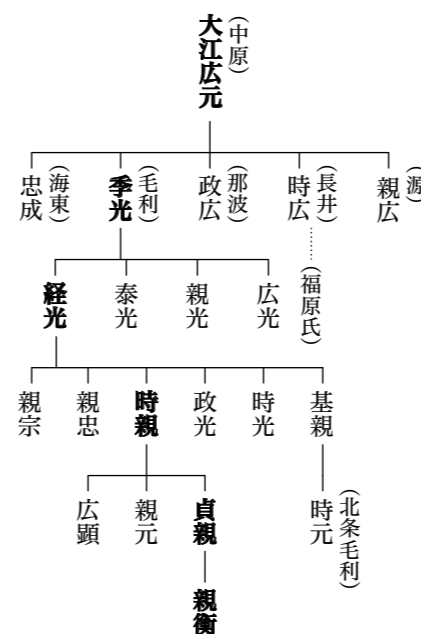 大江広元
(中原)
親広
(源)
時広
(長井)
(福原氏)
政広
(那波)
季光
(毛利)
忠成
(海東)
広光
親光
泰光
経光
基親
時光
政光
時親
親忠
親宗
時元
(北条毛利)
貞親
親元
広顕
親衡